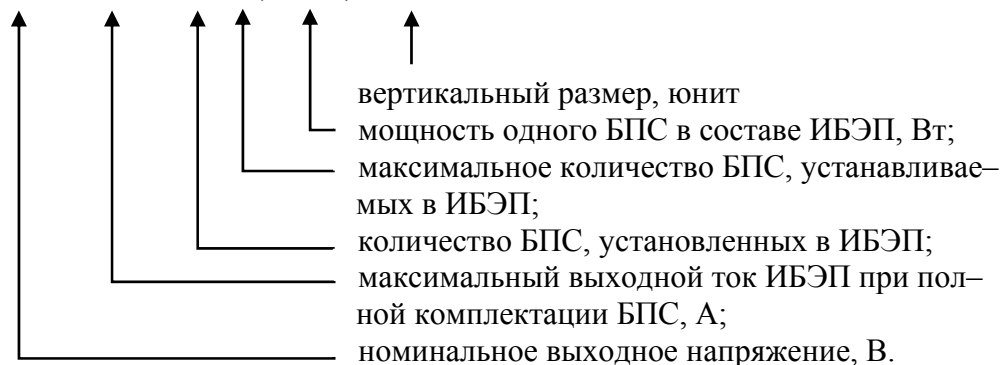 вертикальный размер, юнит
мощность одного БПС в составе ИБЭП, Вт;
максимальное количество БПС, устанавливае–
мых в ИБЭП;
количество БПС, установленных в ИБЭП;
максимальный выходной ток ИБЭП при пол–
ной комплектации БПС, А;
номинальное выходное напряжение, В.